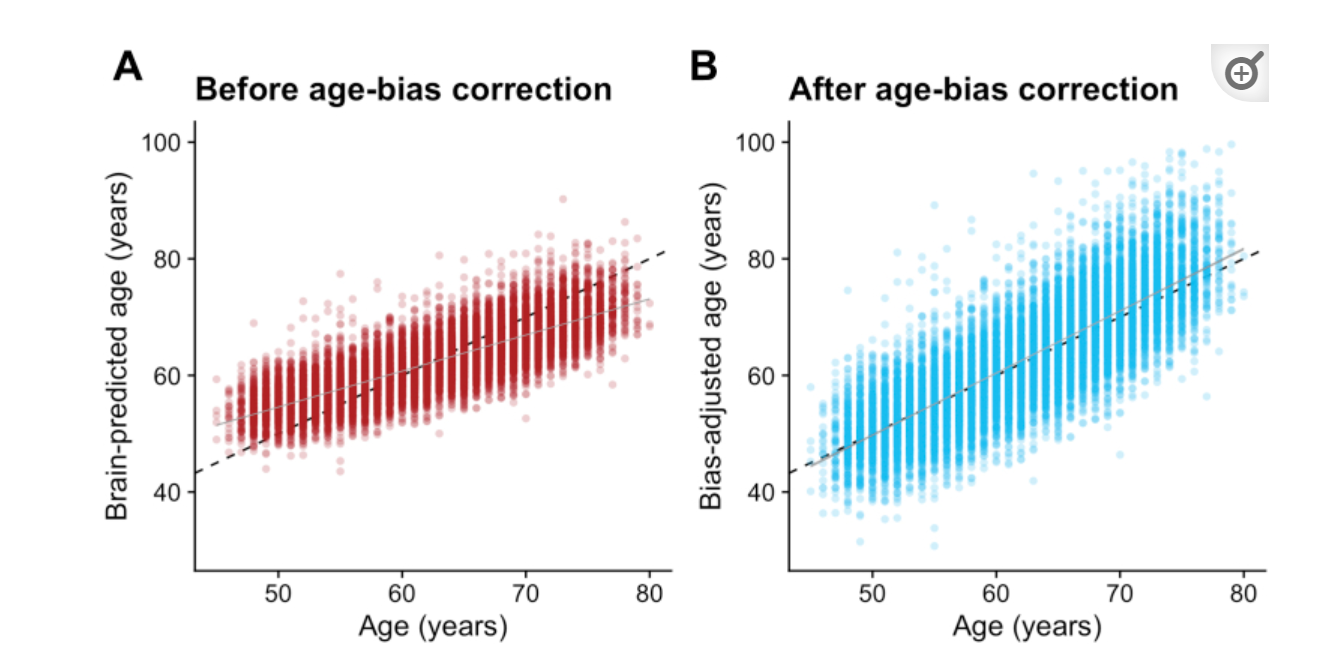 A
Before age-bias correction
Brain-predicted age (years)
100
80
60
40
50 60 70 80
Age (years)
B
After age-bias correction
Bias-adjusted age (years)
100
80
60
40
50 60 70 80
Age (years)